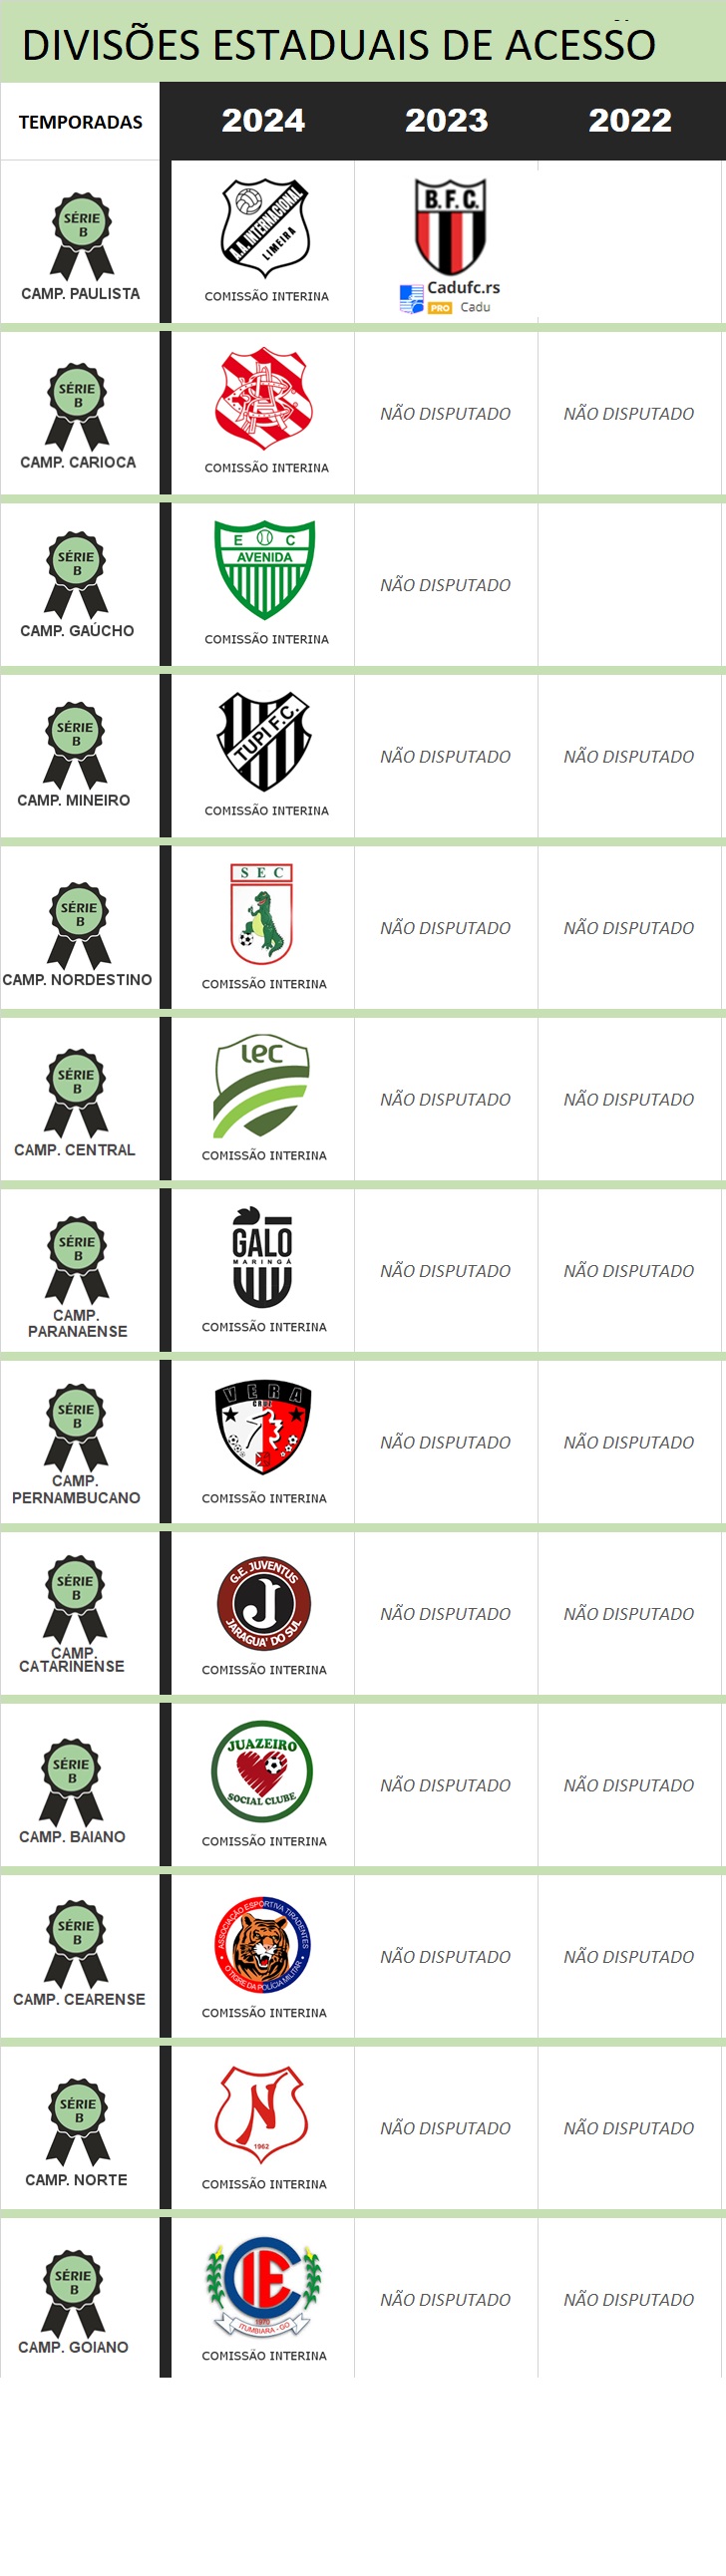 DIVISÕES ESTADUAIS DE ACESSO
TEMPORADAS
2024
2023
2022
SÉRIE
B
CAMP. PAULISTA
A.A. INTERNACIONAL
LIMEIRA
COMISSÃO INTERINA
B.F.C.
Cadufc.rs
PRO Cadu
SÉRIE
B
CAMP. CARIOCA
COMISSÃO INTERINA
NÃO DISPUTADO
NÃO DISPUTADO
SÉRIE
B
CAMP. GAÚCHO
E C
AVENIDA
COMISSÃO INTERINA
NÃO DISPUTADO
SÉRIE
B
CAMP. MINEIRO
TUPI F.C.
COMISSÃO INTERINA
NÃO DISPUTADO
NÃO DISPUTADO
SÉRIE
B
CAMP. NORDESTINO
SEC
COMISSÃO INTERINA
NÃO DISPUTADO
NÃO DISPUTADO
SÉRIE
B
CAMP. CENTRAL
LEC
COMISSÃO INTERINA
NÃO DISPUTADO
NÃO DISPUTADO
SÉRIE
B
CAMP.
PARANAENSE
GALO
MARINGÁ
COMISSÃO INTERINA
NÃO DISPUTADO
NÃO DISPUTADO
SÉRIE
B
CAMP.
PERNAMBUCANO
VERA
CRUZ
COMISSÃO INTERINA
NÃO DISPUTADO
NÃO DISPUTADO
SÉRIE
B
CAMP.
CATARINENSE
G.E. JUVENTUS
J
JARAGUA' DO SUL
COMISSÃO INTERINA
NÃO DISPUTADO
NÃO DISPUTADO
SÉRIE
B
CAMP. BAIANO
JUAZEIRO
SOCIAL CLUBE
COMISSÃO INTERINA
NÃO DISPUTADO
NÃO DISPUTADO
SÉRIE
B
CAMP. CEARENSE
ASSOCIAÇÃO ESPORTIVA TIRADENTES
O TIGRE DA POLÍCIA MILITAR
COMISSÃO INTERINA
NÃO DISPUTADO
NÃO DISPUTADO
SÉRIE
B
CAMP. NORTE
N
1962
COMISSÃO INTERINA
NÃO DISPUTADO
NÃO DISPUTADO
SÉRIE
B
CAMP. GOIANO
CIE
1970
ITUMBIARA - GO
COMISSÃO INTERINA
NÃO DISPUTADO
NÃO DISPUTADO